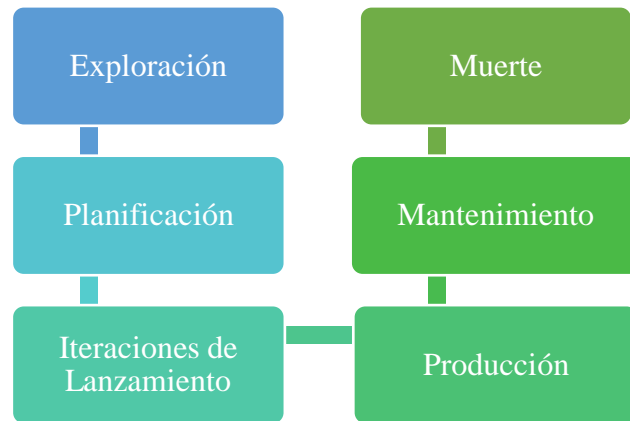 Exploración
Planificación
Iteraciones de
Lanzamiento
Producción
Mantenimiento
Muerte